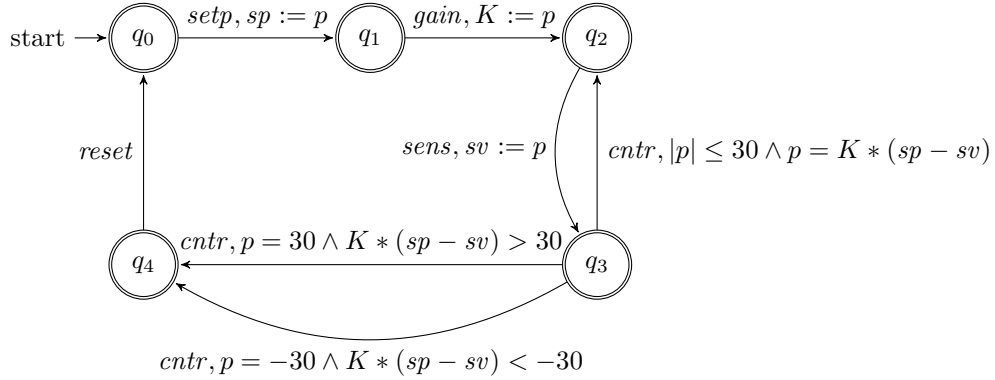 setp, sp := p
gain, K := p
start
q₀
q₁
q₂
reset
sens, sv := p
cntr, |p| ≤ 30 ∧ p = K ∗ (sp − sv)
cntr, p = 30 ∧ K ∗ (sp − sv) > 30
q₄
q₃
cntr, p = −30 ∧ K ∗ (sp − sv) < −30